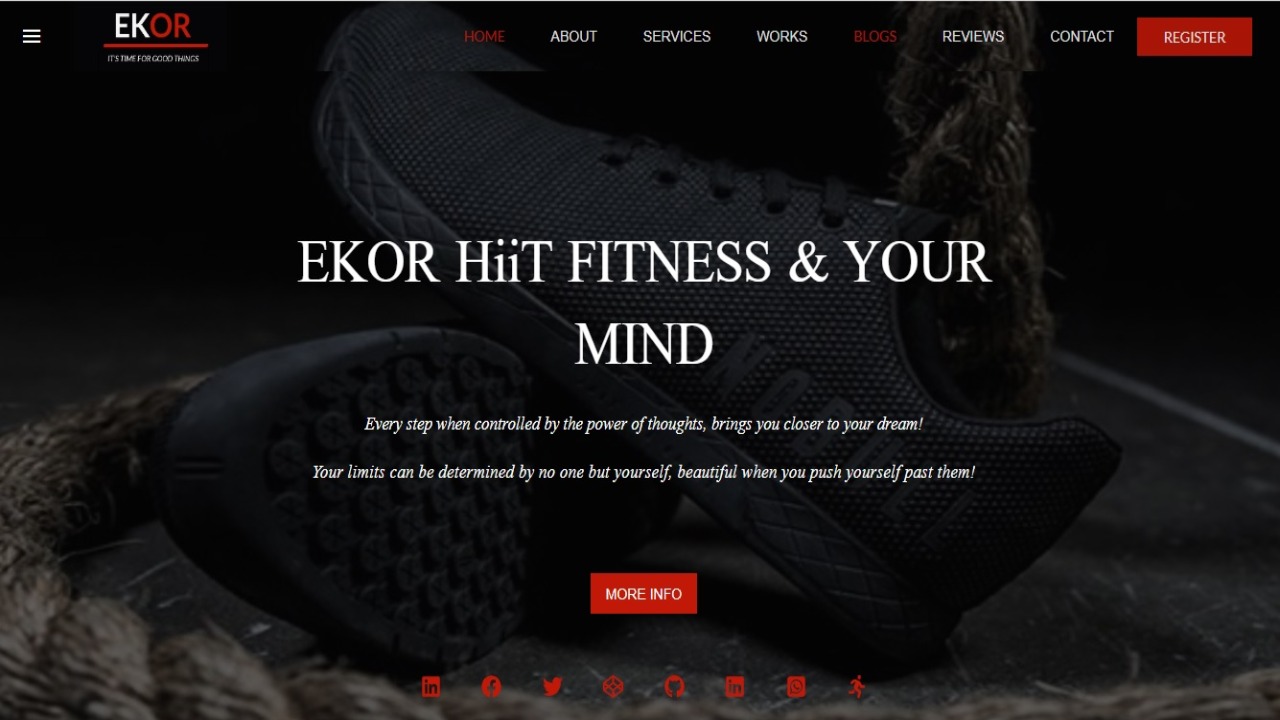 EKOR
IT'S TIME FOR GOOD THINGS
HOME ABOUT SERVICES WORKS BLOGS REVIEWS CONTACT REGISTER
EKOR HiiT FITNESS & YOUR
MIND
NOBULL
Every step when controlled by the power of thoughts, brings you closer to your dream!
Your limits can be determined by no one but yourself, beautiful when you push yourself past them!
MORE INFO